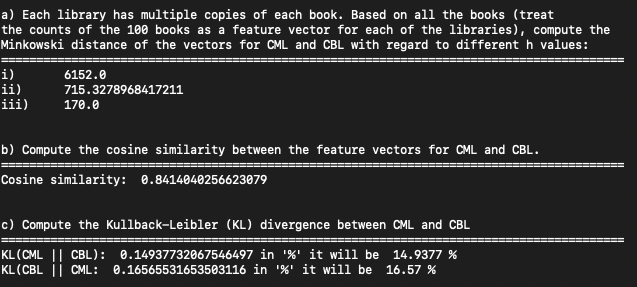 a) Each library has multiple copies of each book. Based on all the books (treat
the counts of the 100 books as a feature vector for each of the libraries), compute the
Minkowski distance of the vectors for CML and CBL with regard to different h values:
=========================================================================================
i)      6152.0
ii)     715.3278968417211
iii)    170.0
b) Compute the cosine similarity between the feature vectors for CML and CBL.
=========================================================================================
Cosine similarity:  0.8414040256623079
c) Compute the Kullback-Leibler (KL) divergence between CML and CBL
=========================================================================================
KL(CML || CBL):  0.14937732067546497 in '%' it will be  14.9377 %
KL(CBL || CML:  0.16565531653503116 in '%' it will be  16.57 %